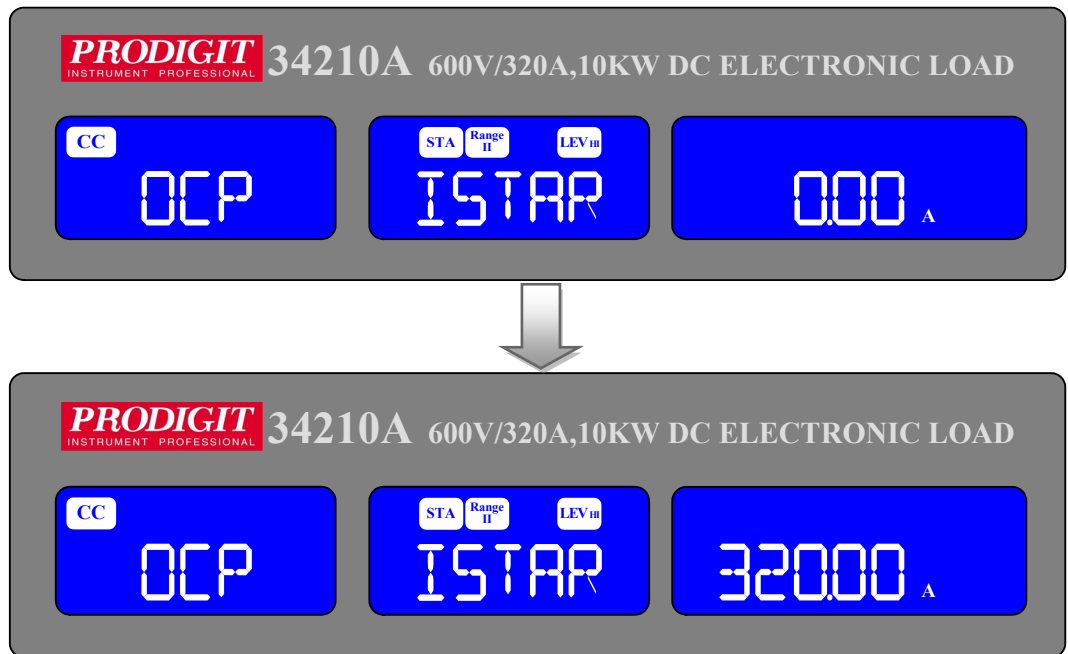 PRODIGIT 34210A 600V/320A,10KW DC ELECTRONIC LOAD
INSTRUMENT PROFESSIONAL
CC STA Range II LEV HI
OCP ISTAR 0.00 A
PRODIGIT 34210A 600V/320A,10KW DC ELECTRONIC LOAD
INSTRUMENT PROFESSIONAL
CC STA Range II LEV HI
OCP ISTAR 320.00 A